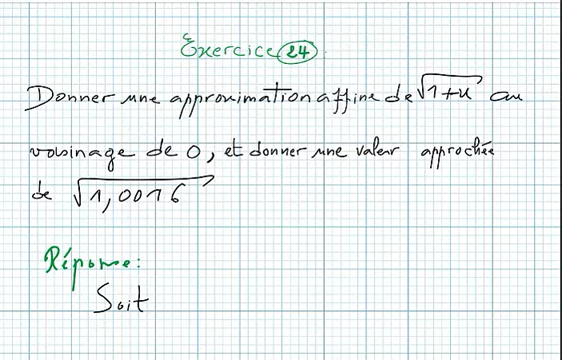 Exercice 24.
Donner une approximation affine de √1+x au
voisinage de 0, et donner une valeur approchée
de √1,0016
Réponse:
Soit